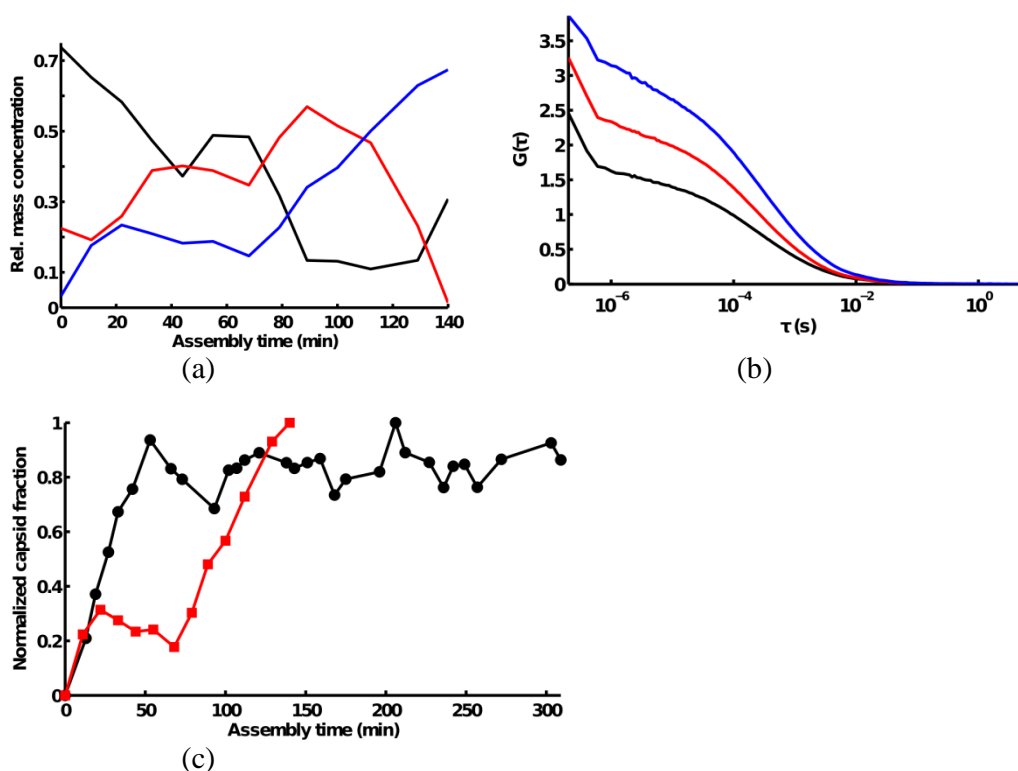 0.7
0.5
0.3
0.1
0
0 20 40 60 80 100 120 140
Rel. mass concentration
Assembly time (min)
(a)
3.5
3
2.5
2
1.5
1
0.5
0
G(τ)
10⁻⁶ 10⁻⁴ 10⁻² 10⁰
τ (s)
(b)
1
0.8
0.6
0.4
0.2
0
0 50 100 150 200 250 300
Normalized capsid fraction
Assembly time (min)
(c)